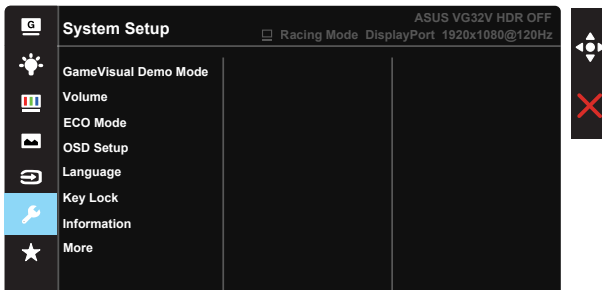 G
System Setup
ASUS VG32V HDR OFF
Racing Mode DisplayPort 1920x1080@120Hz
GameVisual Demo Mode
Volume
ECO Mode
OSD Setup
Language
Key Lock
Information
More